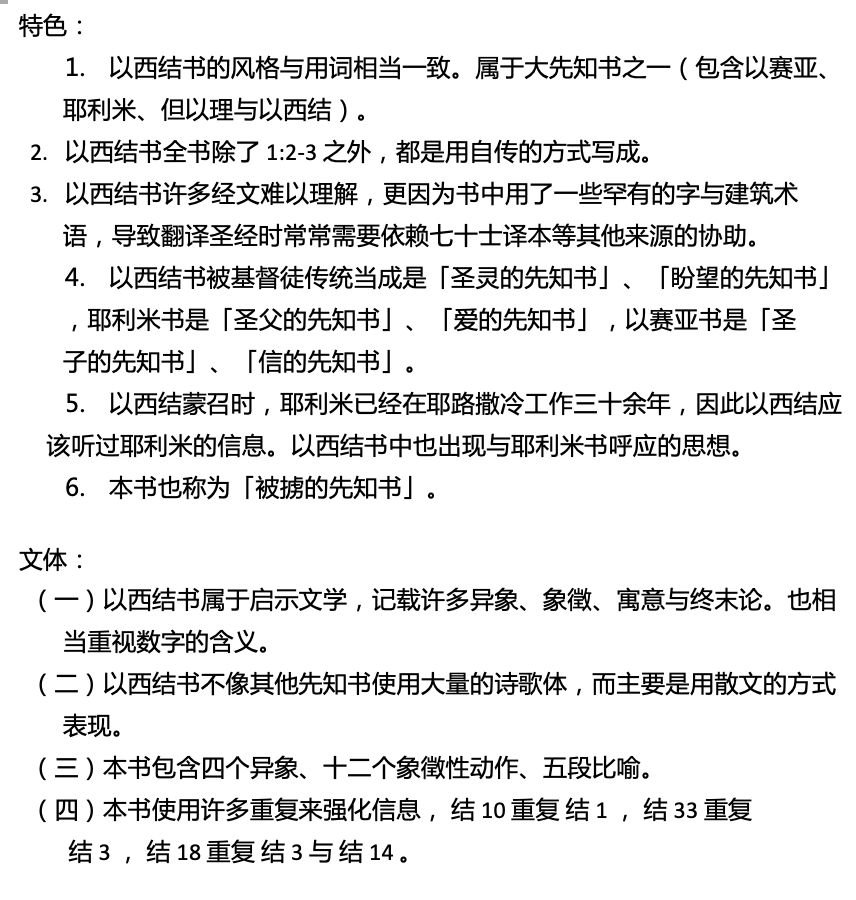 特色：
1. 以西结书的风格与用词相当一致。属于大先知书之一（包含以赛亚、
耶利米、但以理与以西结）。
2. 以西结书全书除了 1:2-3 之外，都是用自传的方式写成。
3. 以西结书许多经文难以理解，更因为书中用了一些罕有的字与建筑术
语，导致翻译圣经时常常需要依赖七十士译本等其他来源的协助。
4. 以西结书被基督徒传统当成是「圣灵的先知书」、「盼望的先知书」
，耶利米书是「圣父的先知书」、「爱的先知书」，以赛亚书是「圣
子的先知书」、「信的先知书」。
5. 以西结蒙召时，耶利米已经在耶路撒冷工作三十余年，因此以西结应
该听过耶利米的信息。以西结书中也出现与耶利米书呼应的思想。
6. 本书也称为「被掳的先知书」。
文体：
（一）以西结书属于启示文学，记载许多异象、象徵、寓意与终末论。也相
当重视数字的含义。
（二）以西结书不像其他先知书使用大量的诗歌体，而主要是用散文的方式
表现。
（三）本书包含四个异象、十二个象徵性动作、五段比喻。
（四）本书使用许多重复来强化信息， 结 10 重复 结 1 ， 结 33 重复
结 3 ， 结 18 重复 结 3 与 结 14 。